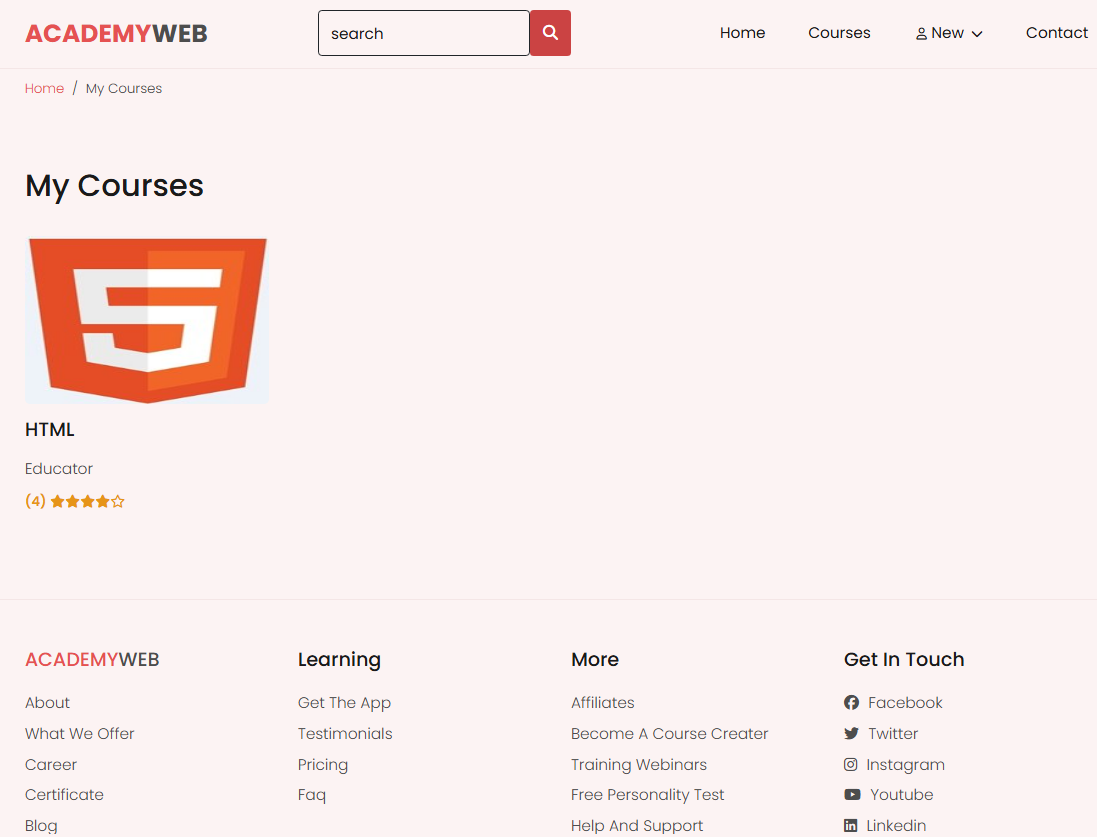 ACADEMYWEB
search
Home
Courses
New
Contact
Home / My Courses
My Courses
HTML
Educator
(4)
ACADEMYWEB
About
What We Offer
Career
Certificate
Blog
Learning
Get The App
Testimonials
Pricing
Faq
More
Affiliates
Become A Course Creater
Training Webinars
Free Personality Test
Help And Support
Get In Touch
Facebook
Twitter
Instagram
Youtube
Linkedin